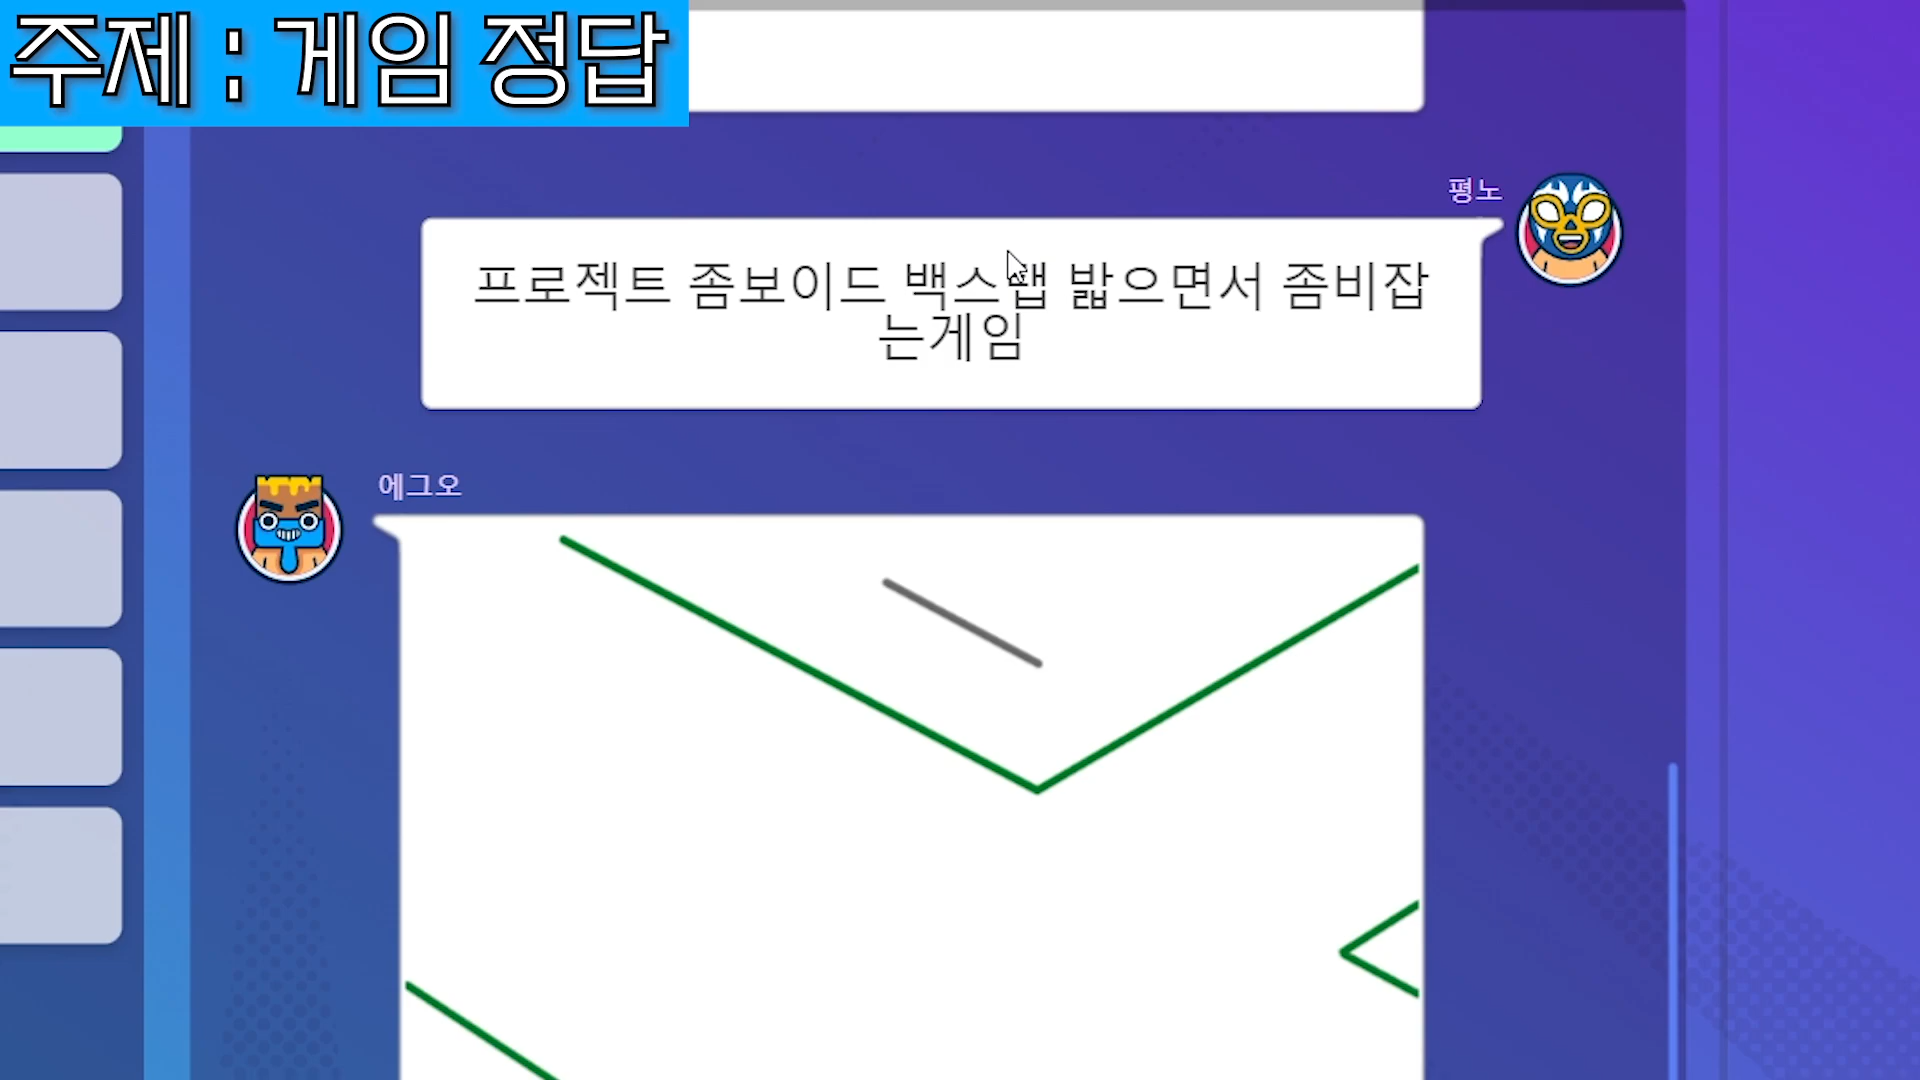 주제 : 게임 정답
평노
프로젝트 좀보이드 백스탭 밟으면서 좀비잡
는게임
에그오